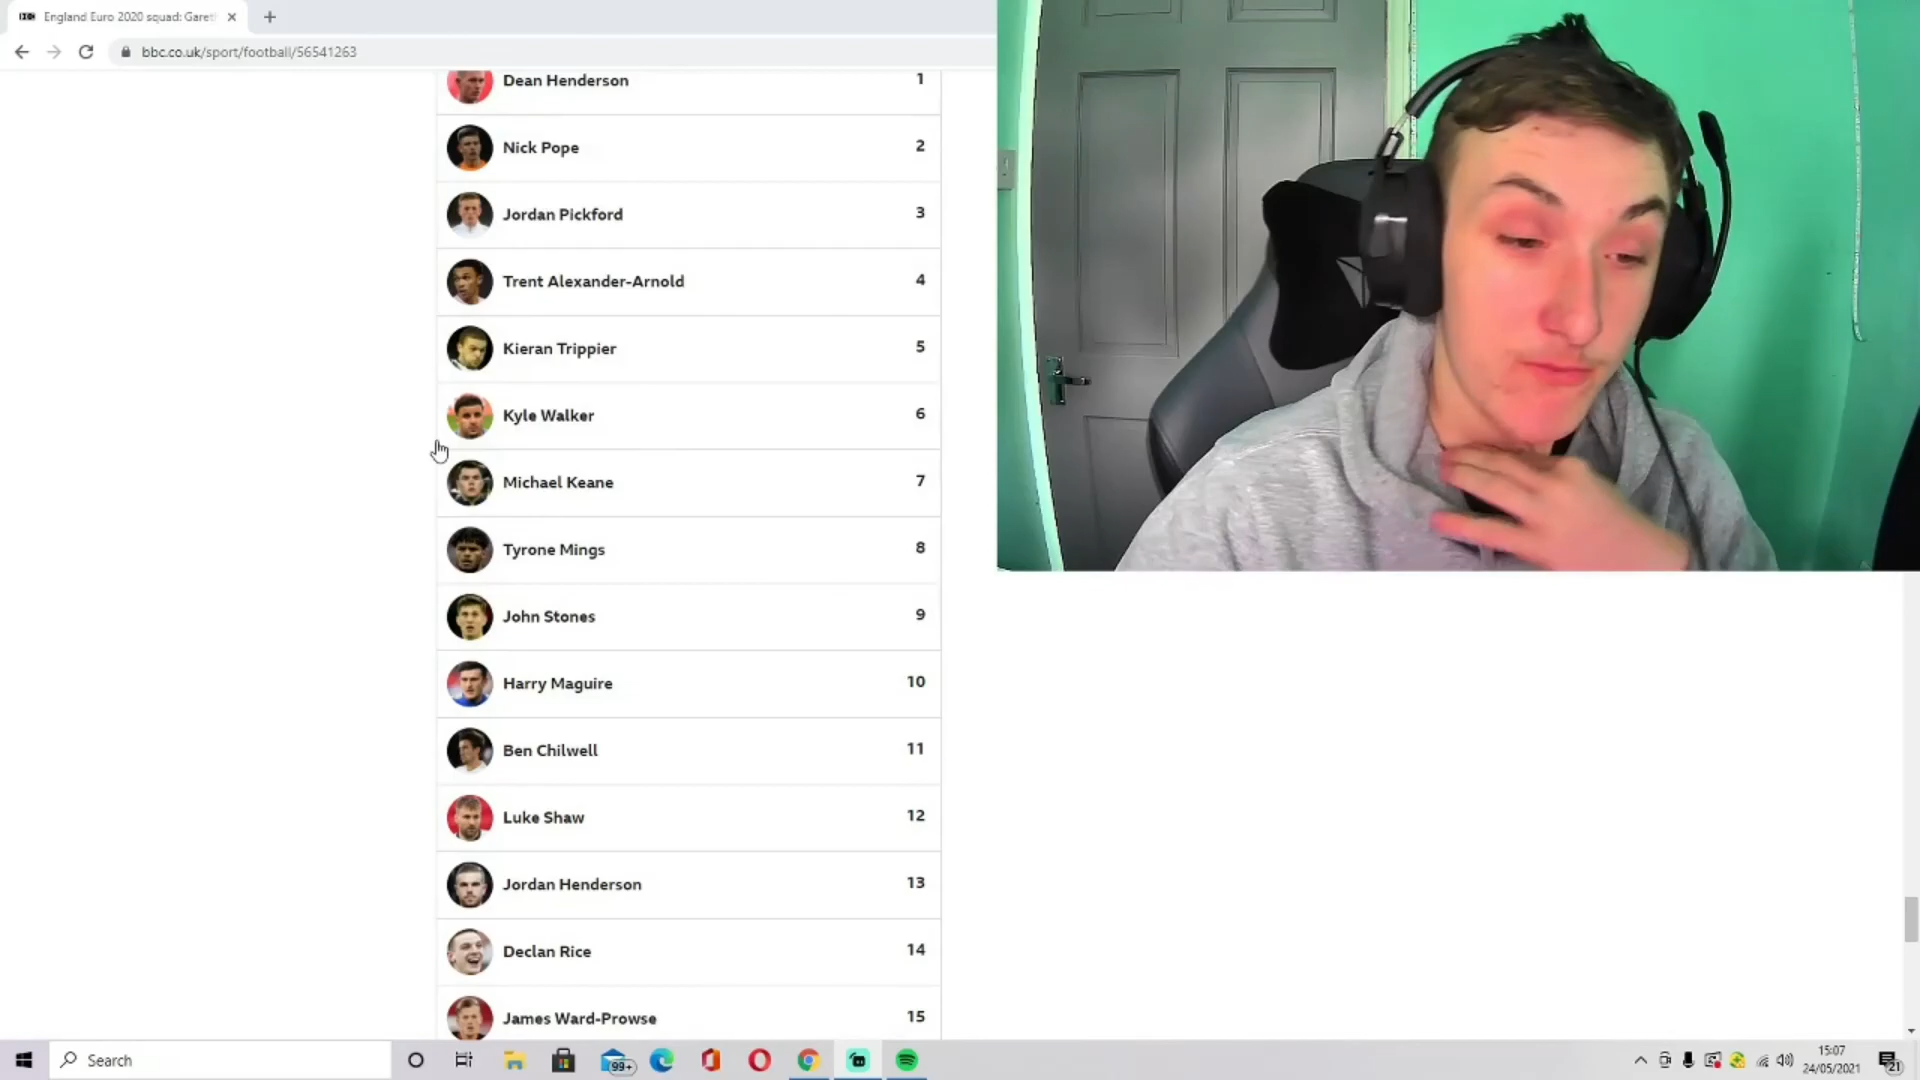 England Euro 2020 squad: Garet
bbc.co.uk/sport/football/56541263
Dean Henderson 1
Nick Pope 2
Jordan Pickford 3
Trent Alexander-Arnold 4
Kieran Trippier 5
Kyle Walker 6
Michael Keane 7
Tyrone Mings 8
John Stones 9
Harry Maguire 10
Ben Chilwell 11
Luke Shaw 12
Jordan Henderson 13
Declan Rice 14
James Ward-Prowse 15
Search
99+
15:07
24/05/2021
21